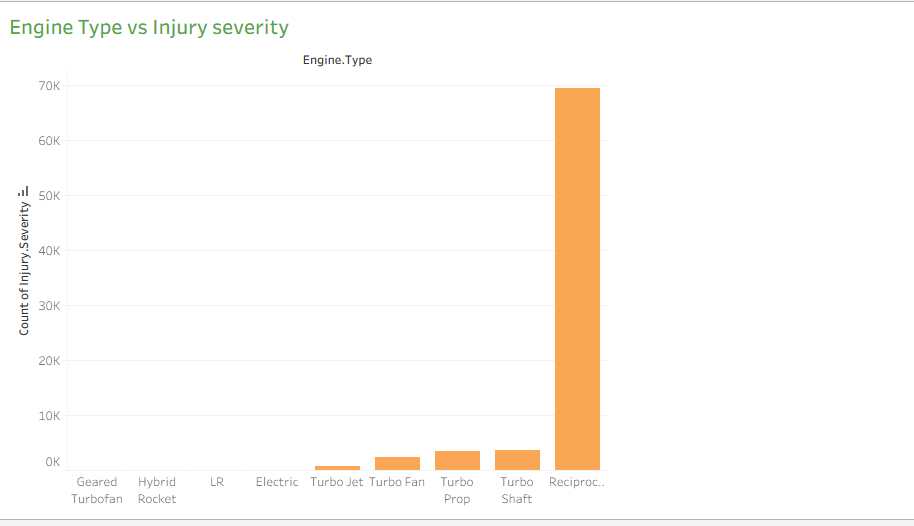 Engine Type vs Injury severity
Engine.Type
Count of Injury.Severity
70K
60K
50K
40K
30K
20K
10K
0K
Geared Turbofan
Hybrid Rocket
LR
Electric
Turbo Jet
Turbo Fan
Turbo Prop
Turbo Shaft
Reciproc..